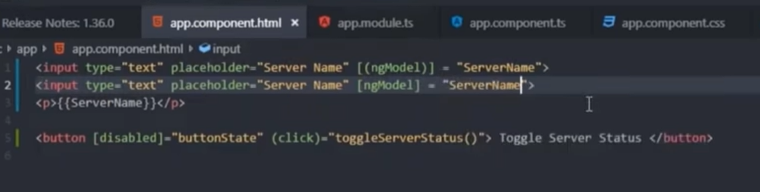 Release Notes: 1.36.0 app.component.html × app.module.ts app.component.ts app.component.css
app > app.component.html > input
1 <input type="text" placeholder="Server Name" [(ngModel)] = "ServerName">
2 <input type="text" placeholder="Server Name" [ngModel] = "ServerName">
3 <p>{{ServerName}}</p>
4
5 <button [disabled]="buttonState" (click)="toggleServerStatus()"> Toggle Server Status </button>
6